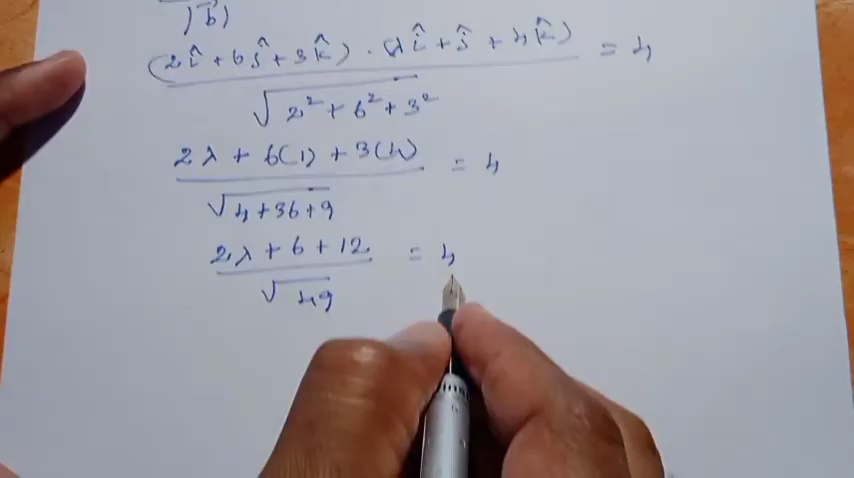 |b⃗|
(2î + 6ĵ + 3k̂) · (λî + ĵ + 4k̂) = 4
√2² + 6² + 3²
2λ + 6(1) + 3(4) = 4
√4 + 36 + 9
2λ + 6 + 12 = 4
√49